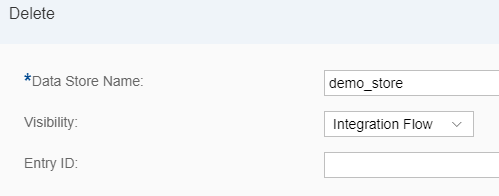 Delete
*Data Store Name: demo_store
Visibility: Integration Flow
Entry ID: